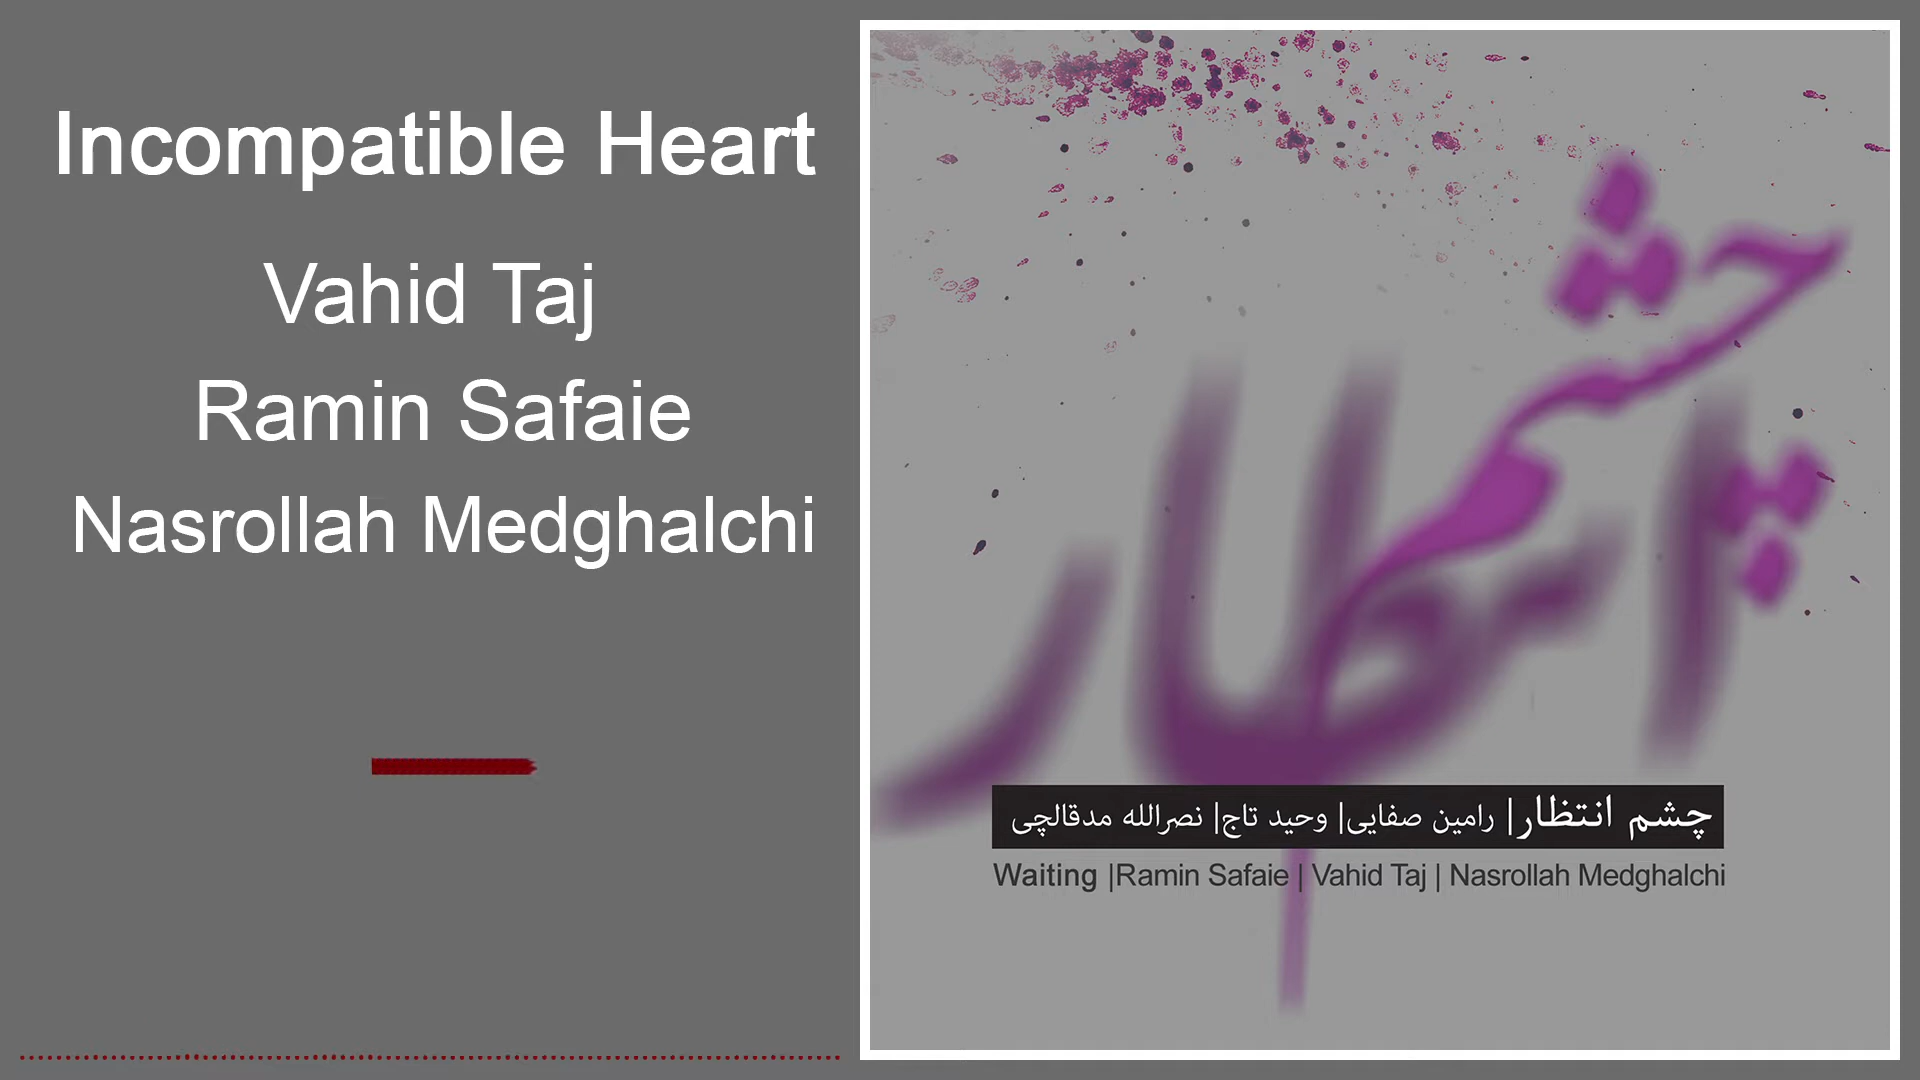 Incompatible Heart
Vahid Taj
Ramin Safaie
Nasrollah Medghalchi
چشم
انتظار
چشم انتظار| رامین صفایی| وحید تاج| نصرالله مدقالچی
Waiting |Ramin Safaie | Vahid Taj | Nasrollah Medghalchi